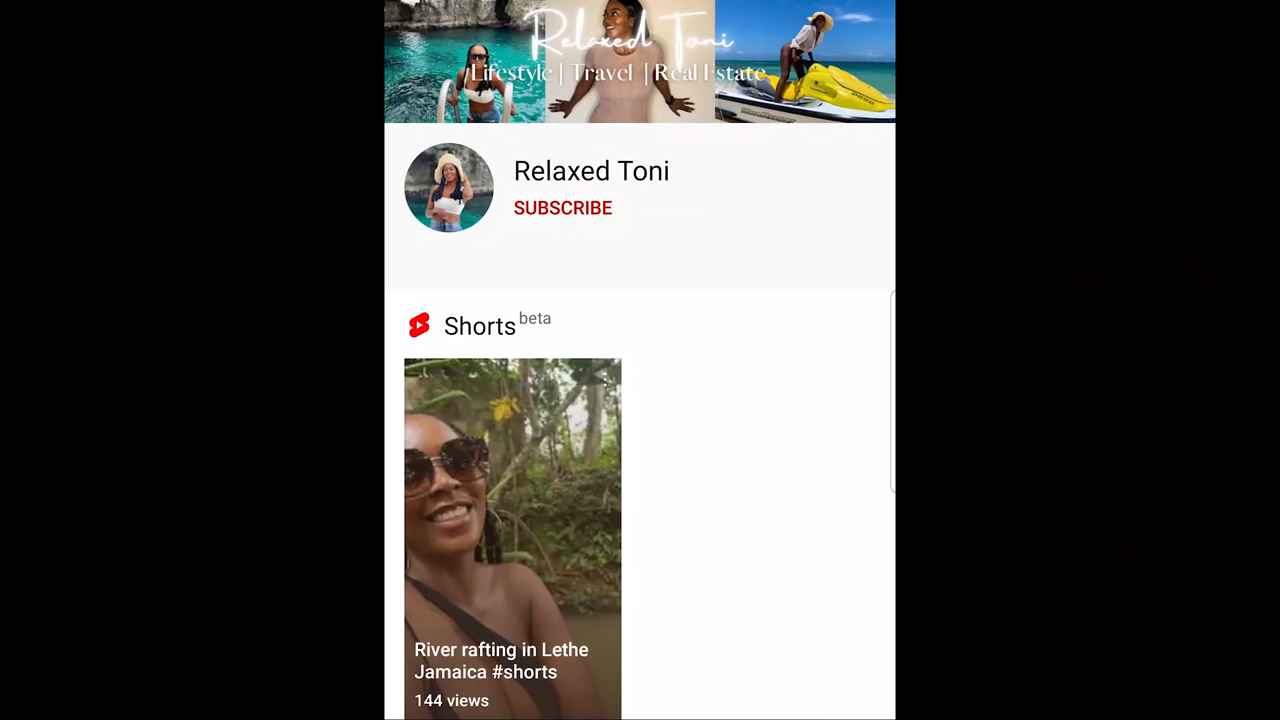 Relaxed Toni
Lifestyle | Travel | Real Estate
Relaxed Toni
SUBSCRIBE
Shorts beta
River rafting in Lethe
Jamaica #shorts
144 views